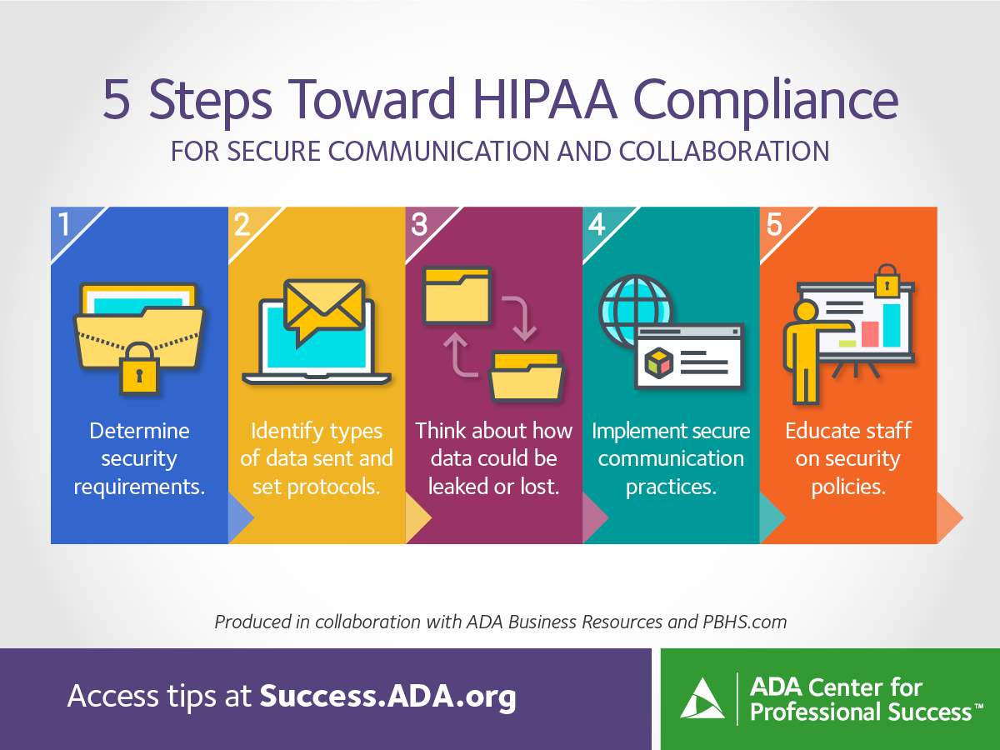 5 Steps Toward HIPAA Compliance
FOR SECURE COMMUNICATION AND COLLABORATION
1
Determine
security
requirements.
2
Identify types
of data sent and
set protocols.
3
Think about how
data could be
leaked or lost.
4
Implement secure
communication
practices.
5
Educate staff
on security
policies.
Produced in collaboration with ADA Business Resources and PBHS.com
Access tips at Success.ADA.org
ADA Center for
Professional Success™